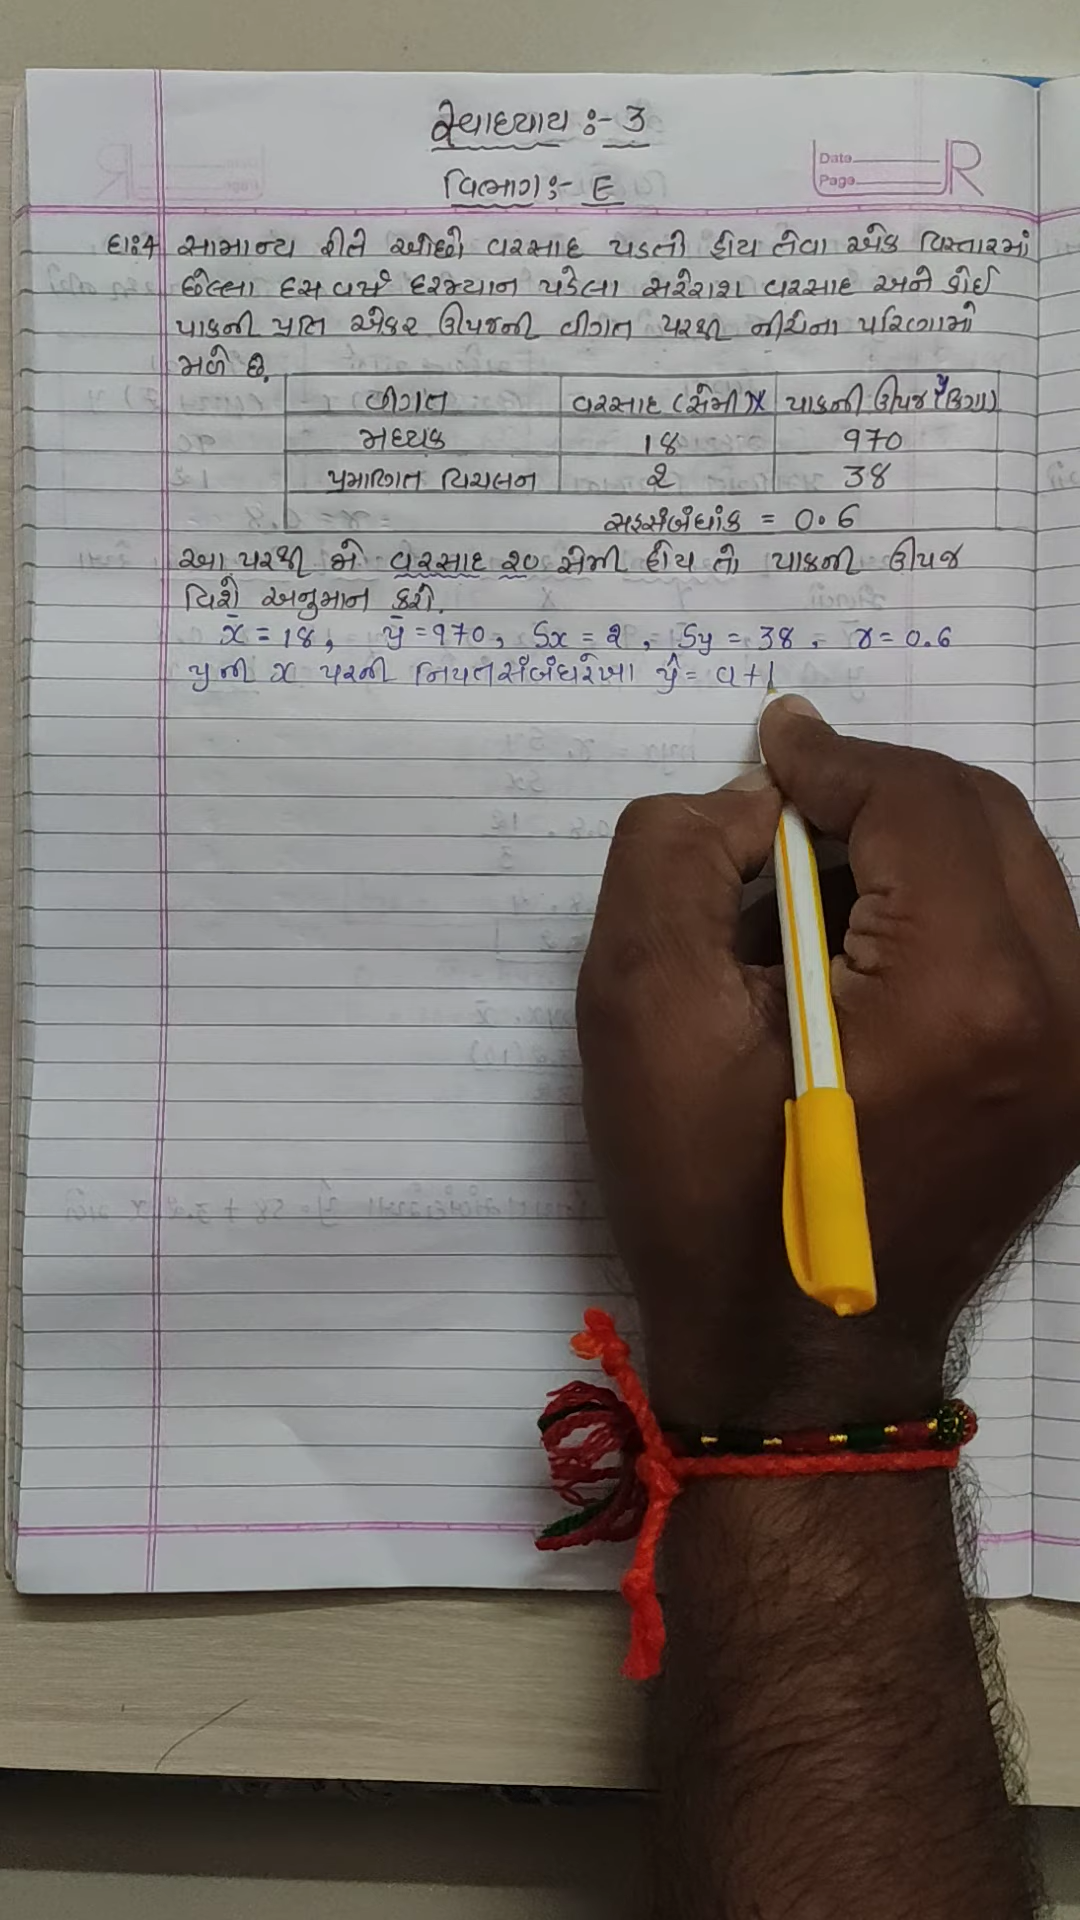 સ્વાધ્યાય :- 3
વિભાગ :- E
Date
Page
દા:4 સામાન્ય રીતે ઓછો વરસાદ પડતો હોય તેવા એક વિસ્તારમાં
છેલ્લા દસ વર્ષ દરમ્યાન પડેલા સરેરાશ વરસાદ અને કોઈ
પાકની પ્રતિ એકર ઊપજની વીગત પરથી નીચેના પરિણામો
મળે છે.
વીગત વરસાદ (સેમી) X પાકની ઊપજ (કિગ્રા) y
મધ્યક 18 970
પ્રમાણિત વિચલન 2 38
સહસંબંધાંક = 0.6
આ પરથી જો વરસાદ 20 સેમી હોય તો પાકની ઊપજ
વિશે અનુમાન કરો.
x̄ = 18, ȳ = 970, Sx = 2, Sy = 38, r = 0.6
y ની x પરની નિયતસંબંધરેખા ŷ = a +